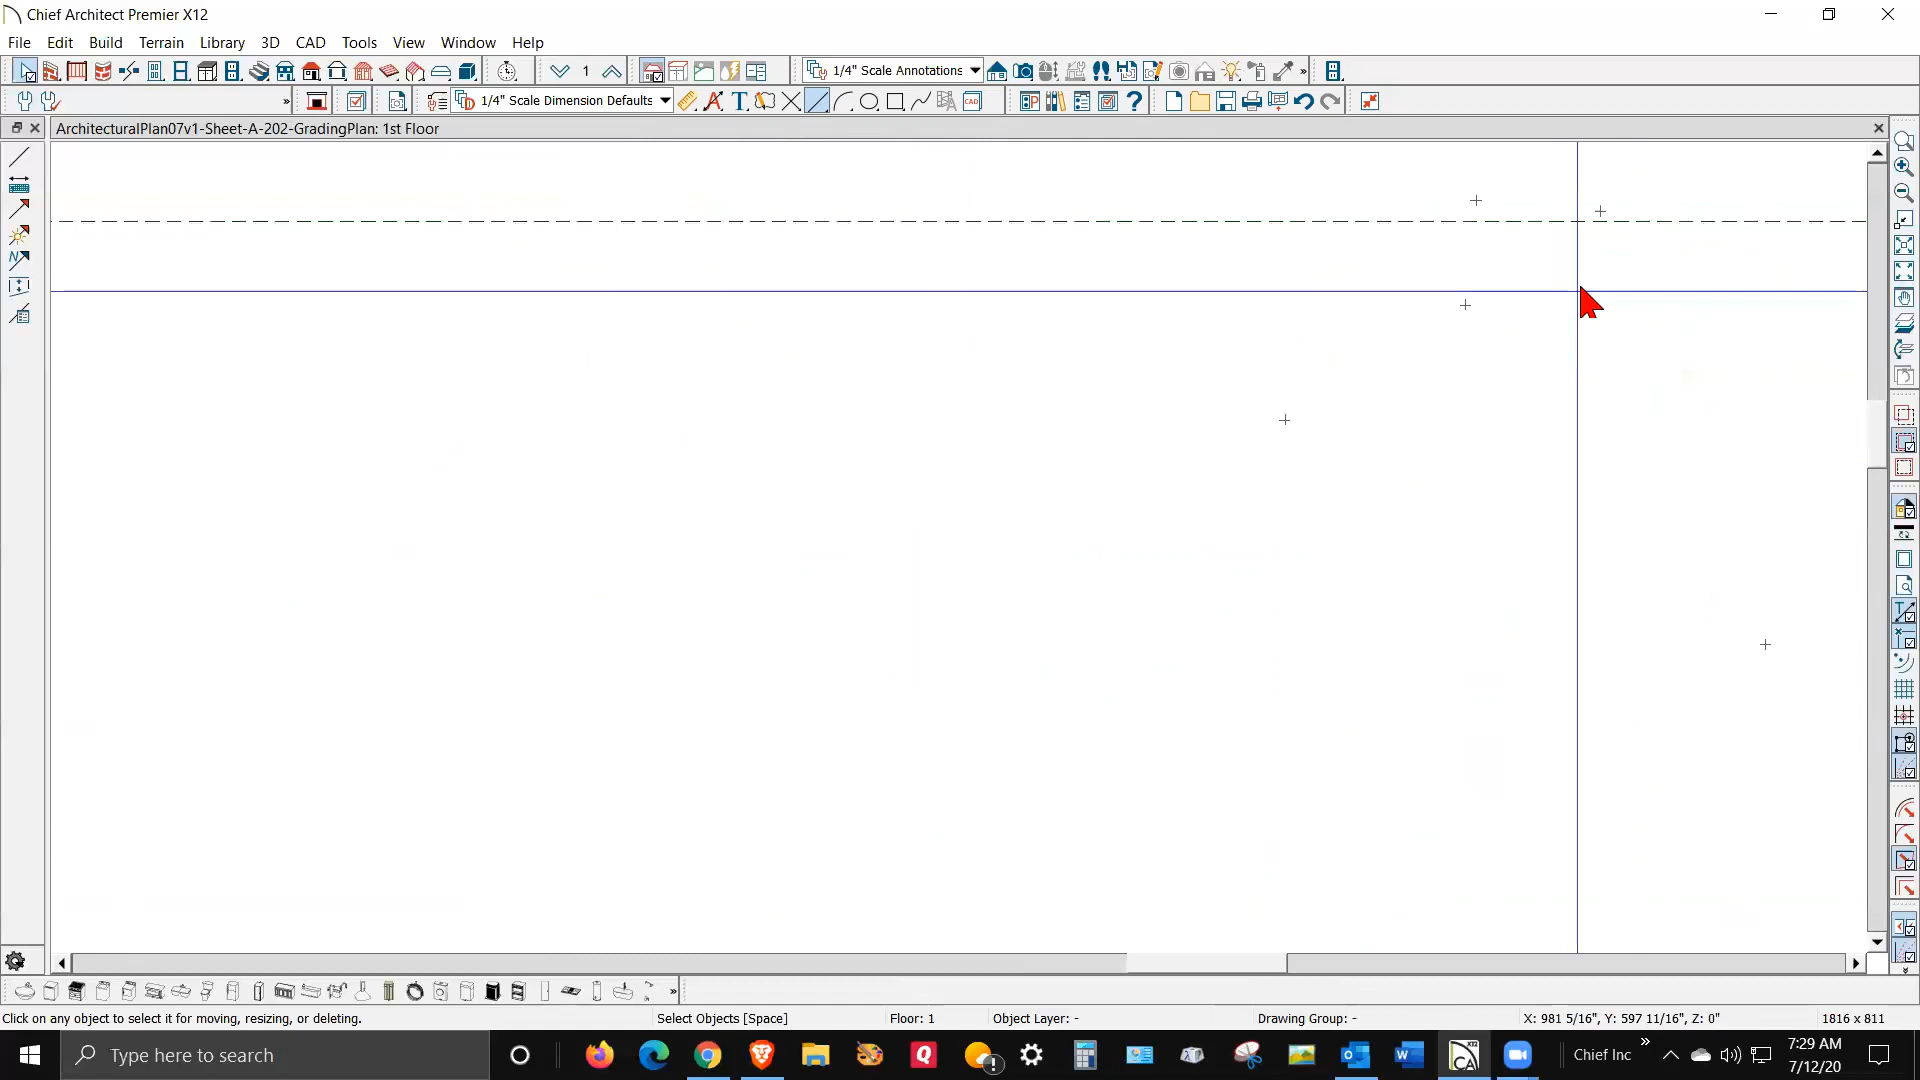 Chief Architect Premier X12
File Edit Build Terrain Library 3D CAD Tools View Window Help
1 1/4" Scale Annotations
1/4" Scale Dimension Defaults CAD
ArchitecturalPlan07v1-Sheet-A-202-GradingPlan: 1st Floor
Click on any object to select it for moving, resizing, or deleting. Select Objects [Space] Floor: 1 Object Layer: - Drawing Group: - X: 981 5/16", Y: 597 11/16", Z: 0" 1816 x 811
Type here to search Chief Inc 7:29 AM
7/12/20